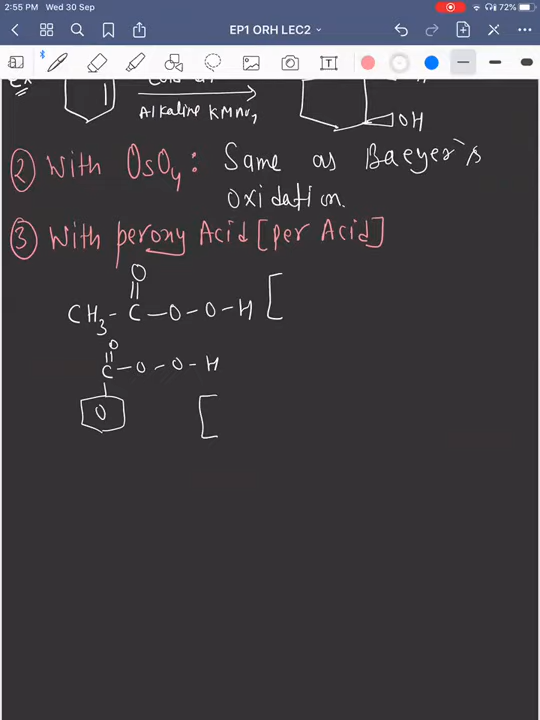 2:55 PM Wed 30 Sep 72%
EP1 ORH LEC2
Alkaline KMnO4
OH
② With OsO4: Same as Baeyer's
oxidation.
③ With peroxy Acid [per Acid]
O
CH3-C-O-O-H [
O
C-O-O-H
O [